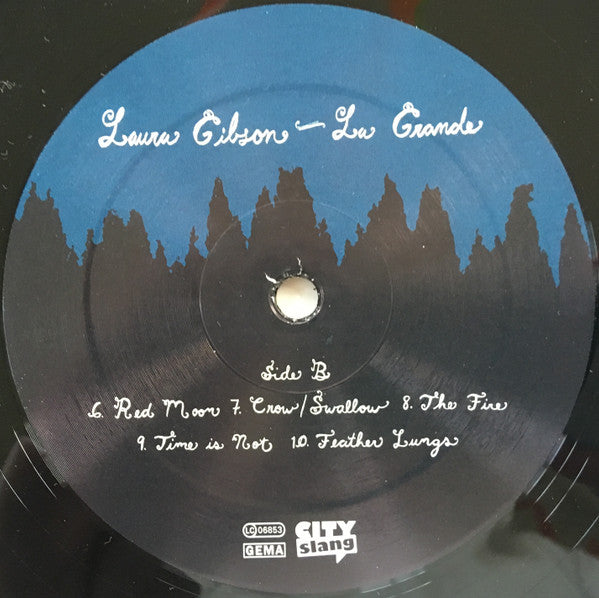 Laura Gibson — La Grande
Side B
6. Red Moon 7. Crow/Swallow 8. The Fire
9. Time is Not 10. Feather Lungs
LC 06853
GEMA
CITY
slang